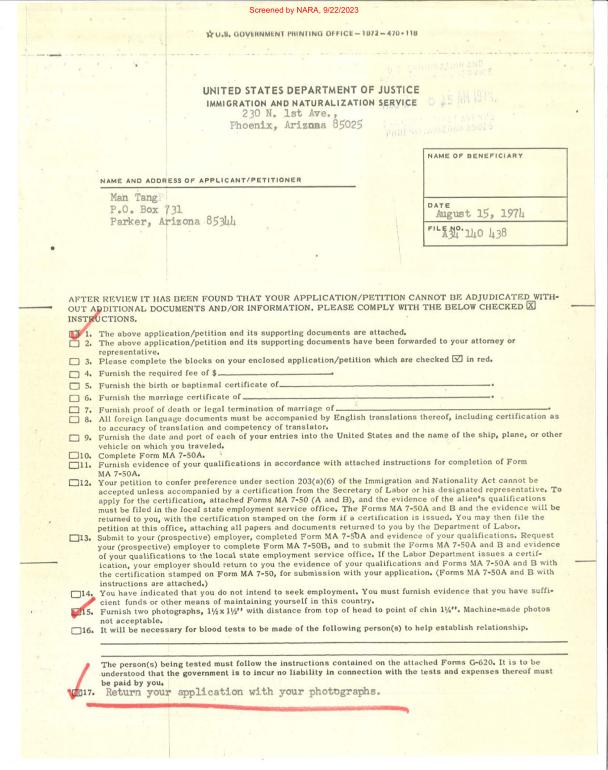 Screened by NARA, 9/22/2023
☆ U.S. GOVERNMENT PRINTING OFFICE - 1972 - 470-118
UNITED STATES DEPARTMENT OF JUSTICE
IMMIGRATION AND NATURALIZATION SERVICE
230 N. 1st Ave.,
Phoenix, Arizona 85025
NAME OF BENEFICIARY
NAME AND ADDRESS OF APPLICANT/PETITIONER
Man Tang
P.O. Box 731
Parker, Arizona 85344
DATE
August 15, 1974
FILE NO.
A34 140 438
AFTER REVIEW IT HAS BEEN FOUND THAT YOUR APPLICATION/PETITION CANNOT BE ADJUDICATED WITH-
OUT ADDITIONAL DOCUMENTS AND/OR INFORMATION. PLEASE COMPLY WITH THE BELOW CHECKED X
INSTRUCTIONS.
1. The above application/petition and its supporting documents are attached.
2. The above application/petition and its supporting documents have been forwarded to your attorney or
representative.
3. Please complete the blocks on your enclosed application/petition which are checked ☑ in red.
4. Furnish the required fee of $
5. Furnish the birth or baptismal certificate of
6. Furnish the marriage certificate of
7. Furnish proof of death or legal termination of marriage of
8. All foreign language documents must be accompanied by English translations thereof, including certification as
to accuracy of translation and competency of translator.
9. Furnish the date and port of each of your entries into the United States and the name of the ship, plane, or other
vehicle on which you traveled.
10. Complete Form MA 7-50A.
11. Furnish evidence of your qualifications in accordance with attached instructions for completion of Form
MA 7-50A.
12. Your petition to confer preference under section 203(a)(6) of the Immigration and Nationality Act cannot be
accepted unless accompanied by a certification from the Secretary of Labor or his designated representative. To
apply for the certification, attached Forms MA 7-50 (A and B), and the evidence of the alien's qualifications
must be filed in the local state employment service office. The Forms MA 7-50A and B and the evidence will be
returned to you, with the certification stamped on the form if a certification is issued. You may then file the
petition at this office, attaching all papers and documents returned to you by the Department of Labor.
13. Submit to your (prospective) employer, completed Form MA 7-50A and evidence of your qualifications. Request
your (prospective) employer to complete Form MA 7-50B, and to submit the Forms MA 7-50A and B and evidence
of your qualifications to the local state employment service office. If the Labor Department issues a certif-
ication, your employer should return to you the evidence of your qualifications and Forms MA 7-50A and B with
the certification stamped on Form MA 7-50, for submission with your application. (Forms MA 7-50A and B with
instructions are attached.)
14. You have indicated that you do not intend to seek employment. You must furnish evidence that you have suffi-
cient funds or other means of maintaining yourself in this country.
15. Furnish two photographs, 1½ x 1½" with distance from top of head to point of chin 1¼". Machine-made photos
not acceptable.
16. It will be necessary for blood tests to be made of the following person(s) to help establish relationship.
The person(s) being tested must follow the instructions contained on the attached Forms G-620. It is to be
understood that the government is to incur no liability in connection with the tests and expenses thereof must
be paid by you.
17. Return your application with your photographs.